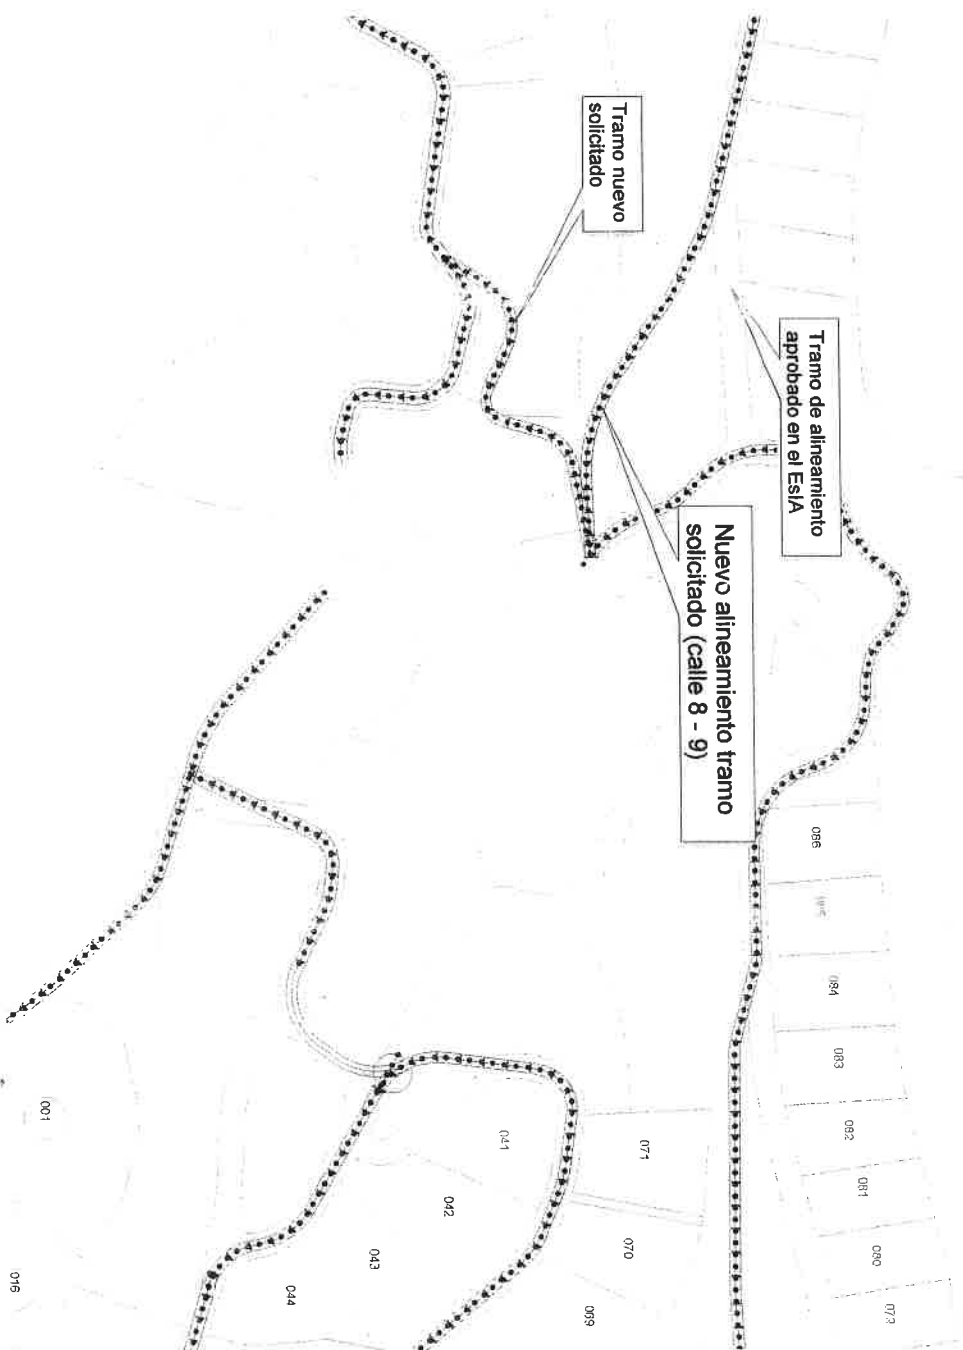 Tramo nuevo
solicitado
Tramo de alineamiento
aprobado en el EsIA
Nuevo alineamiento tramo
solicitado (calle 8 - 9)
086
084
083
082
081
080
071
070
069
041
042
043
044
001
016